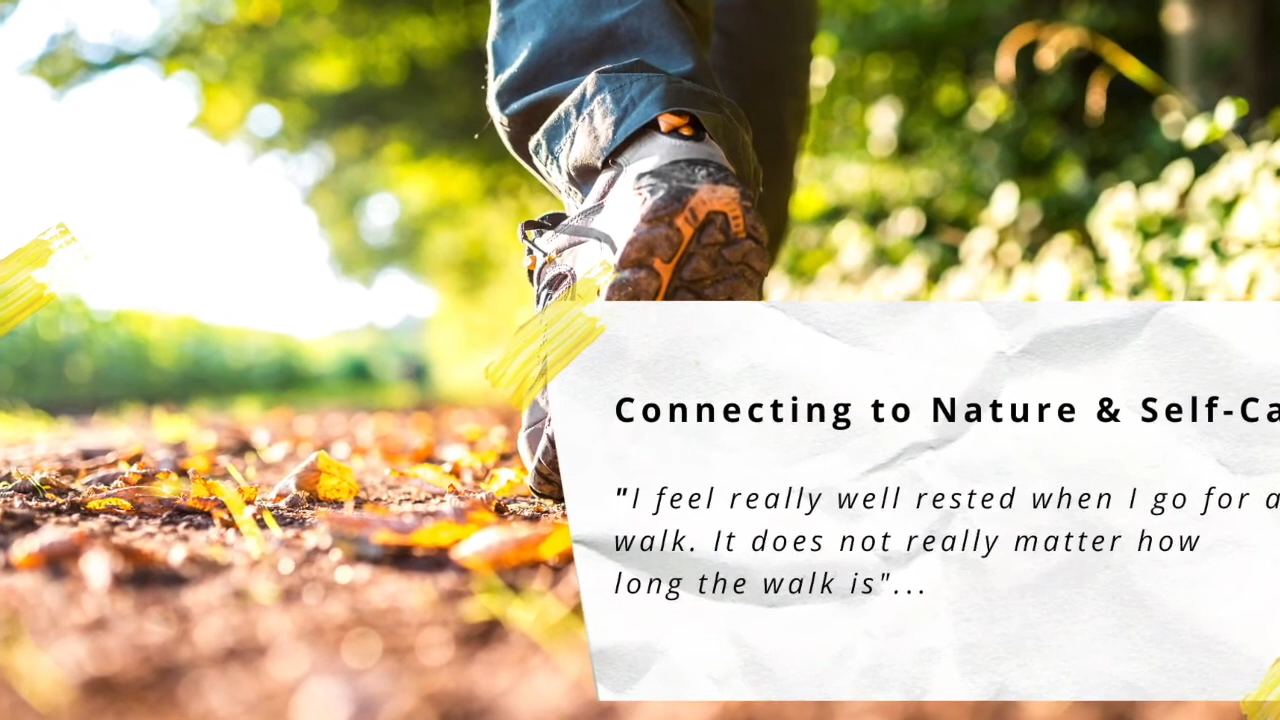 Connecting to Nature & Self-Ca
"I feel really well rested when I go for a
walk. It does not really matter how
long the walk is"...